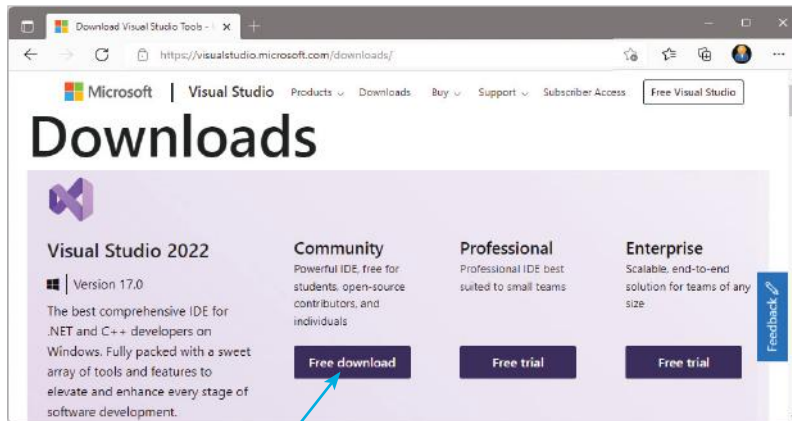 Download Visual Studio Tools -
https://visualstudio.microsoft.com/downloads/
Microsoft | Visual Studio Products Downloads Buy Support Subscriber Access Free Visual Studio
Downloads
Visual Studio 2022
Version 17.0
The best comprehensive IDE for
.NET and C++ developers on
Windows. Fully packed with a sweet
array of tools and features to
elevate and enhance every stage of
software development.
Community
Powerful IDE, free for
students, open-source
contributors, and
individuals
Free download
Professional
Professional IDE best
suited to small teams
Free trial
Enterprise
Scalable, end-to-end
solution for teams of any
size
Free trial
Feedback